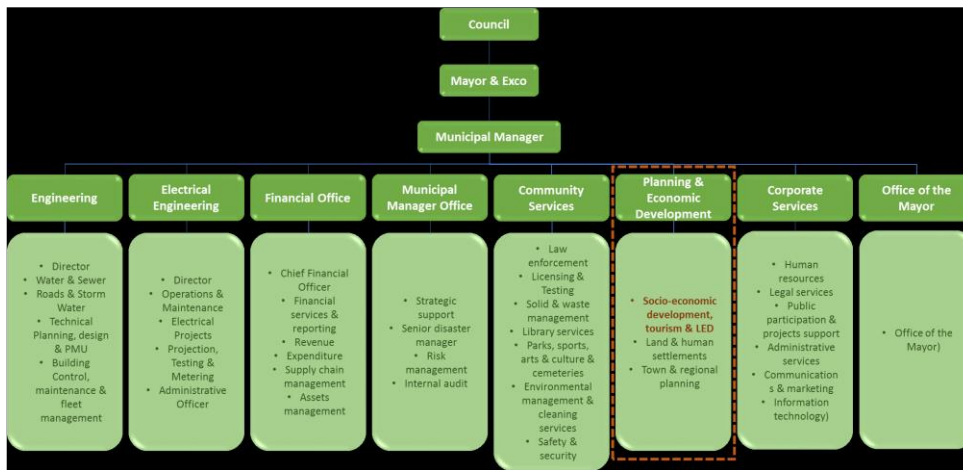 Council
Mayor & Exco
Municipal Manager
Engineering
Electrical
Engineering
Financial Office
Municipal
Manager Office
Community
Services
Planning &
Economic
Development
Corporate
Services
Office of the
Mayor
• Director
• Water & Sewer
• Roads & Storm
Water
• Technical
Planning, design
& PMU
• Building
Control,
maintenance &
fleet
management
• Director
• Operations &
Maintenance
• Electrical
Projects
• Projection,
Testing &
Metering
• Administrative
Officer
• Chief Financial
Officer
• Financial
services &
reporting
• Revenue
• Expenditure
• Supply chain
management
• Assets
management
• Strategic
support
• Senior disaster
manager
• Risk
management
• Internal audit
• Law
enforcement
• Licensing &
Testing
• Solid & waste
management
• Library services
• Parks, sports,
arts & culture &
cemeteries
• Environmental
management &
cleaning
services
• Safety &
security
• Socio-economic
development,
tourism & LED
• Land & human
settlements
• Town & regional
planning
• Human
resources
• Legal services
• Public
participation &
projects support
• Administrative
services
• Communication
s & marketing
• Information
technology)
• Office of the
Mayor)